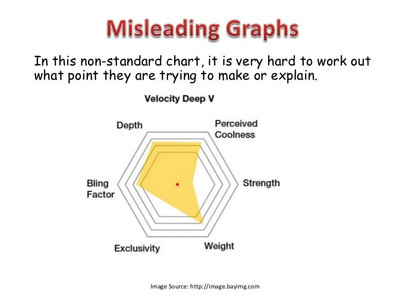 Misleading Graphs
In this non-standard chart, it is very hard to work out
what point they are trying to make or explain.
Velocity Deep V
Depth
Perceived
Coolness
Bling
Factor
Strength
Exclusivity
Weight
Image Source: http://image.bayimg.com